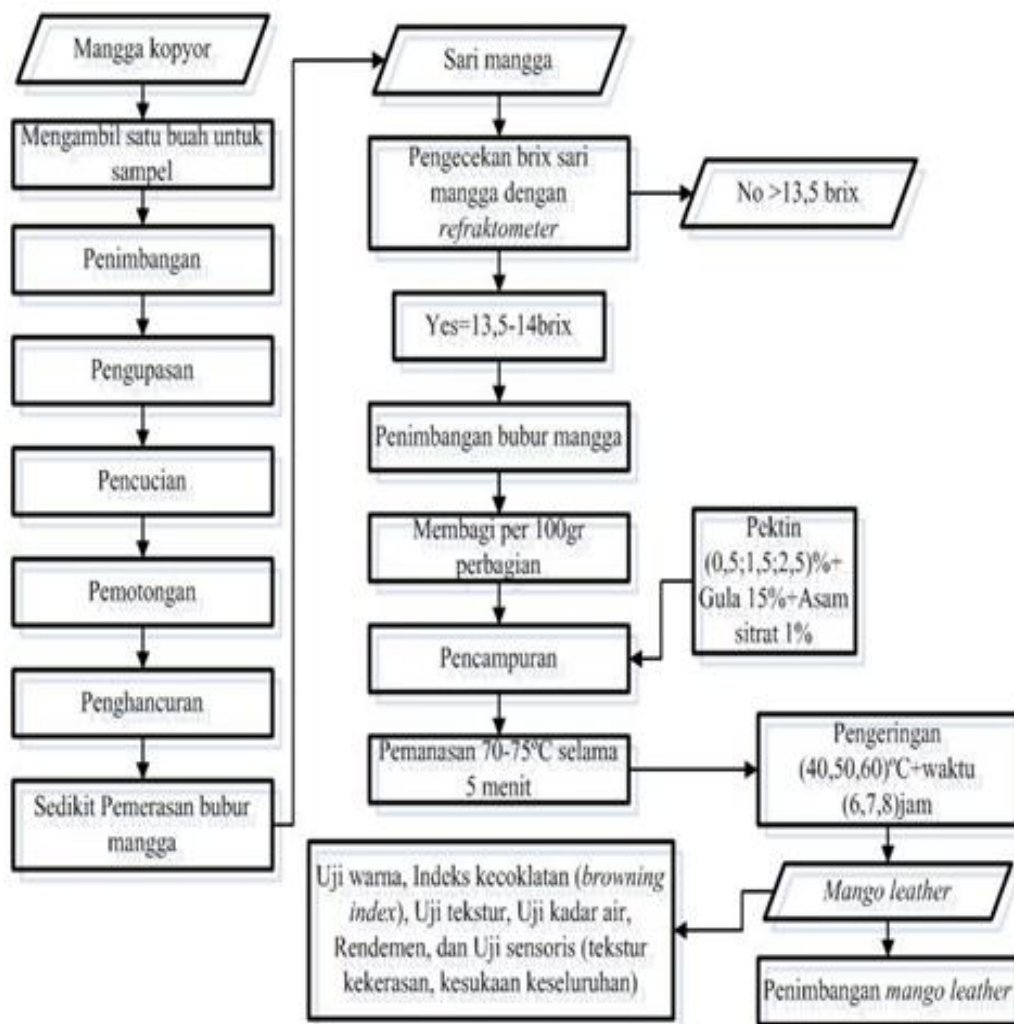 Mangga kopyor
Mengambil satu buah untuk
sampel
Penimbangan
Pengupasan
Pencucian
Pemotongan
Penghancuran
Sedikit Pemerasan bubur
mangga
Sari mangga
Pengecekan brix sari
mangga dengan
refraktometer
No >13,5 brix
Yes=13,5-14brix
Penimbangan bubur mangga
Membagi per 100gr
perbagian
Pektin
(0,5;1,5;2,5)%+
Gula 15%+Asam
sitrat 1%
Pencampuran
Pemanasan 70-75ºC selama
5 menit
Pengeringan
(40,50,60)ºC+waktu
(6,7,8)jam
Mango leather
Uji warna, Indeks kecoklatan (browning
index), Uji tekstur, Uji kadar air,
Rendemen, dan Uji sensoris (tekstur
kekerasan, kesukaan keseluruhan)
Penimbangan mango leather